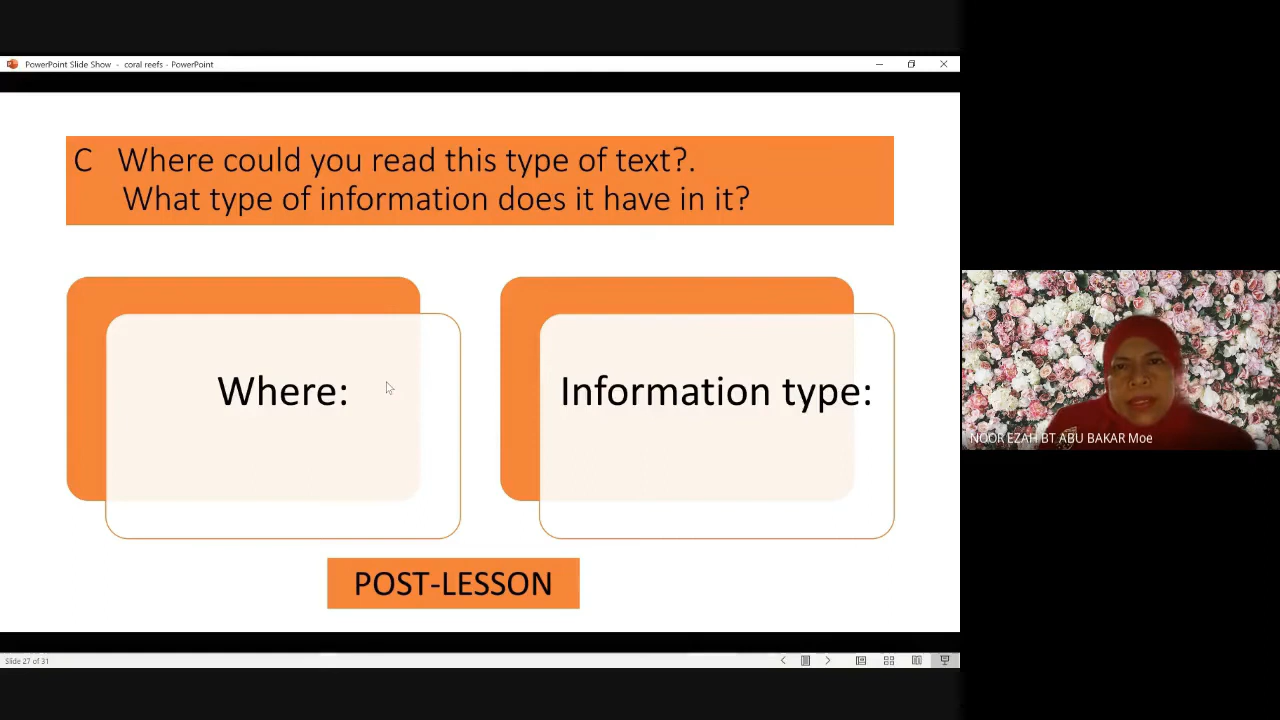 PowerPoint Slide Show - coral reefs - PowerPoint
C Where could you read this type of text?.
What type of information does it have in it?
Where:
Information type:
NOOR EZAH BT ABU BAKAR Moe
POST-LESSON
Slide 27 of 31